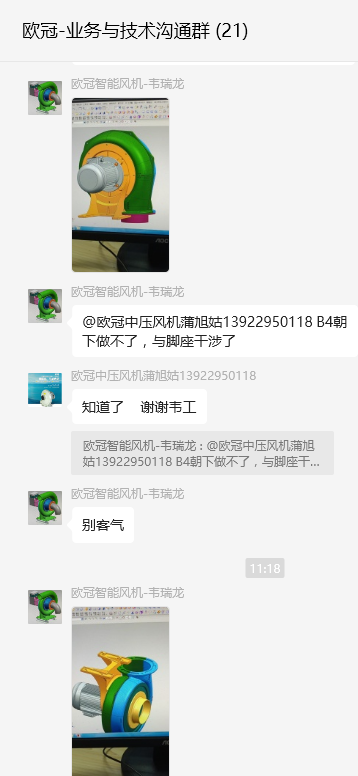 欧冠-业务与技术沟通群 (21)
欧冠智能风机-韦瑞龙
欧冠智能风机-韦瑞龙
@欧冠中压风机蒲旭姑13922950118 B4朝
下做不了，与脚座干涉了
欧冠中压风机蒲旭姑13922950118
知道了 谢谢韦工
欧冠智能风机-韦瑞龙 : @欧冠中压风机蒲旭
姑13922950118 B4朝下做不了，与脚座干...
欧冠智能风机-韦瑞龙
别客气
11:18
欧冠智能风机-韦瑞龙